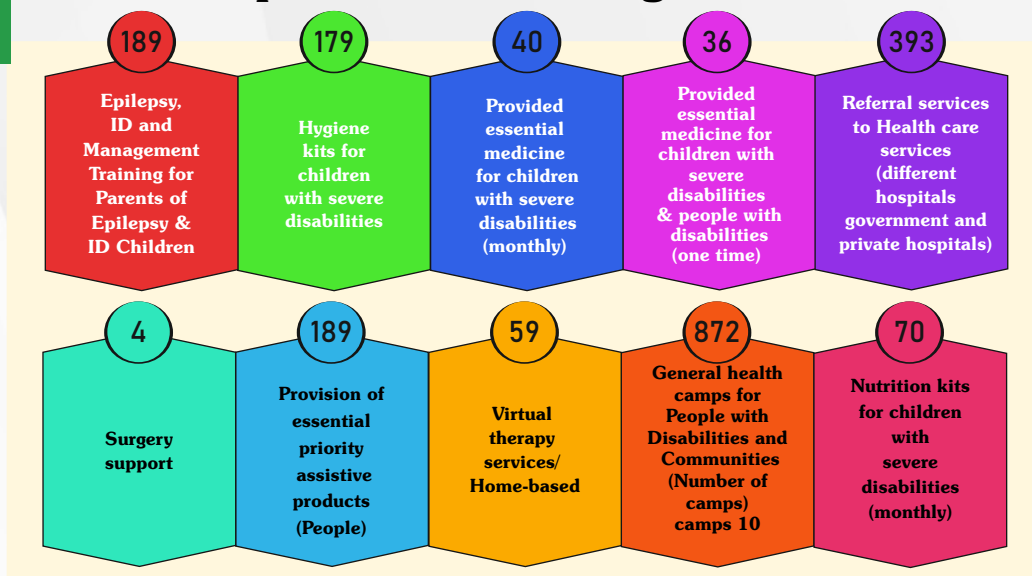 189
Epilepsy,
ID and
Management
Training for
Parents of
Epilepsy &
ID Children
179
Hygiene
kits for
children
with severe
disabilities
40
Provided
essential
medicine
for children
with severe
disabilities
(monthly)
36
Provided
essential
medicine for
children with
severe
disabilities
& people with
disabilities
(one time)
393
Referral services
to Health care
services
(different
hospitals
government and
private hospitals)
4
Surgery
support
189
Provision of
essential
priority
assistive
products
(People)
59
Virtual
therapy
services/
Home-based
872
General health
camps for
People with
Disabilities and
Communities
(Number of
camps)
camps 10
70
Nutrition kits
for children
with
severe
disabilities
(monthly)